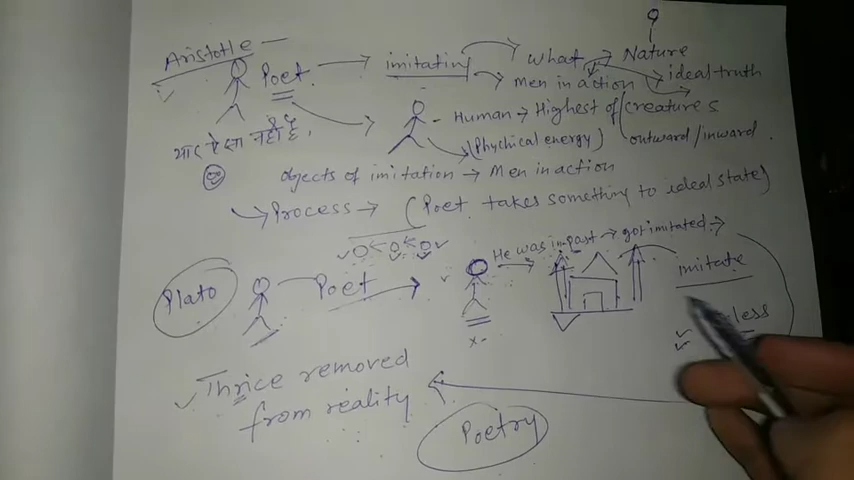 Aristotle —
Poet → imitating → what → Nature
→ Men in action → ideal truth
- Human → Highest of creatures
(Phychical energy) outward/inward.
यार ऐसा नहीं है.
objects of imitation → Men in action
→ Process → (Poet takes something to ideal state)
He was in past → got imitated →
Plato Poet imitate
less
✓ Thrice removed
from reality
Poetry